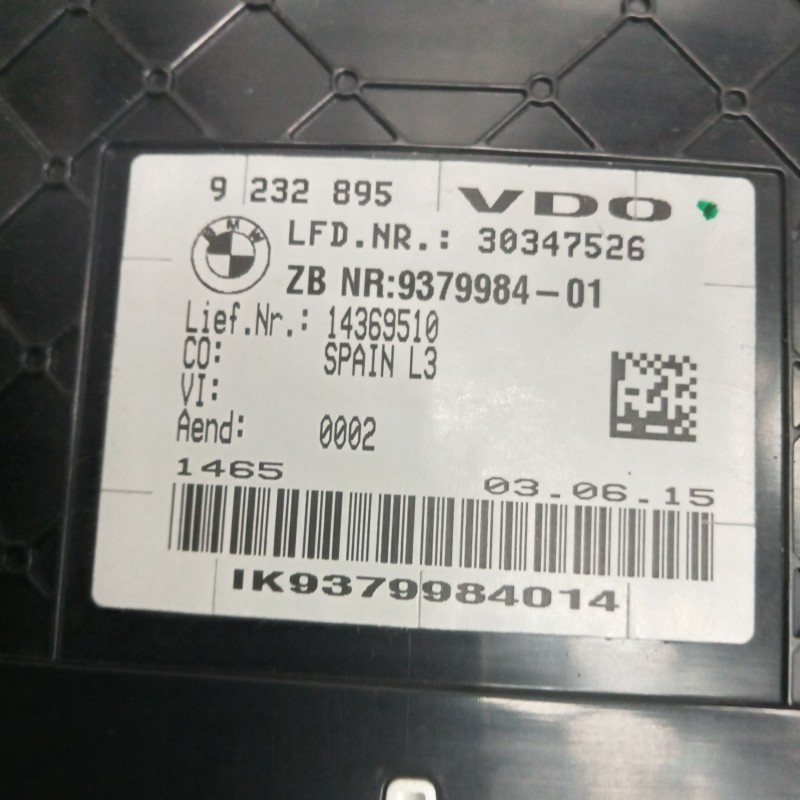 9 232 895
VDO
BMW
LFD.NR.: 30347526
ZB NR:9379984-01
Lief.Nr.: 14369510
CO: SPAIN L3
VI:
Aend: 0002
1465
03.06.15
IK9379984014